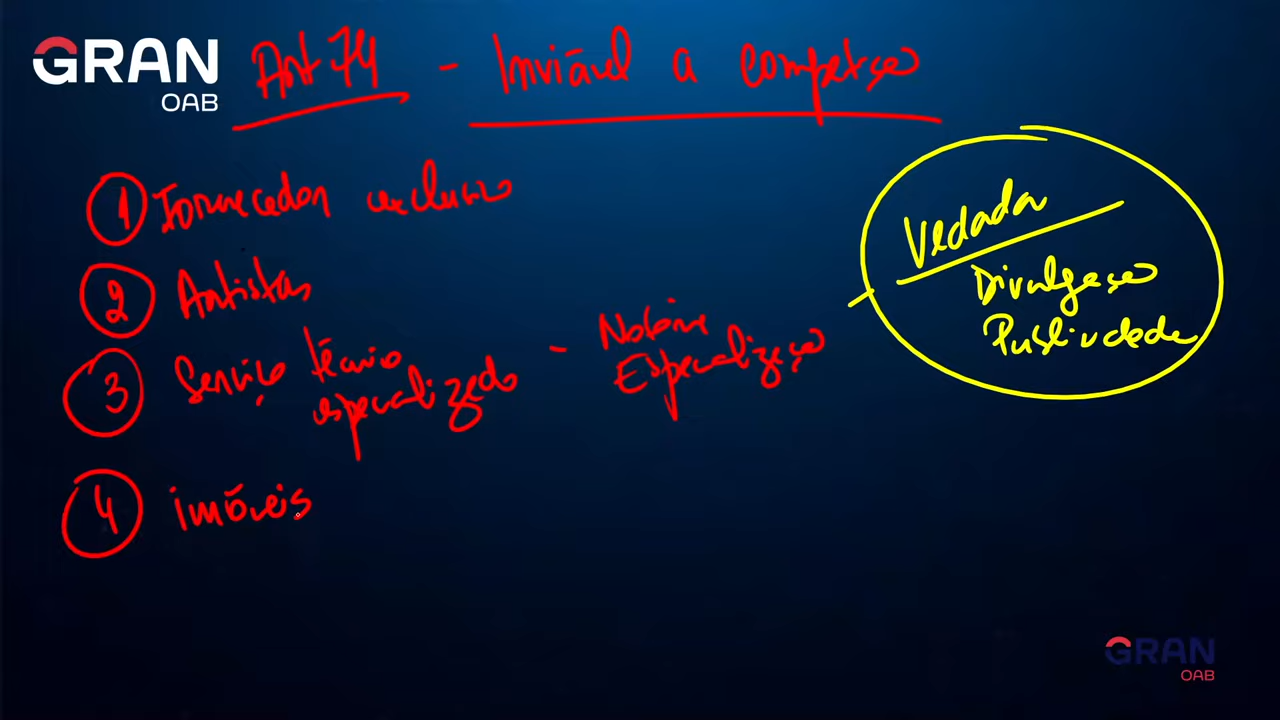 GRAN
OAB
Art 74 - Inviável a competição
1 Fornecedor exclusivo
2 Artistas
3 Serviço técnico especializado - Notória Especialização
Vedada
Divulgação
Publicidade
4 imóveis
GRAN
OAB